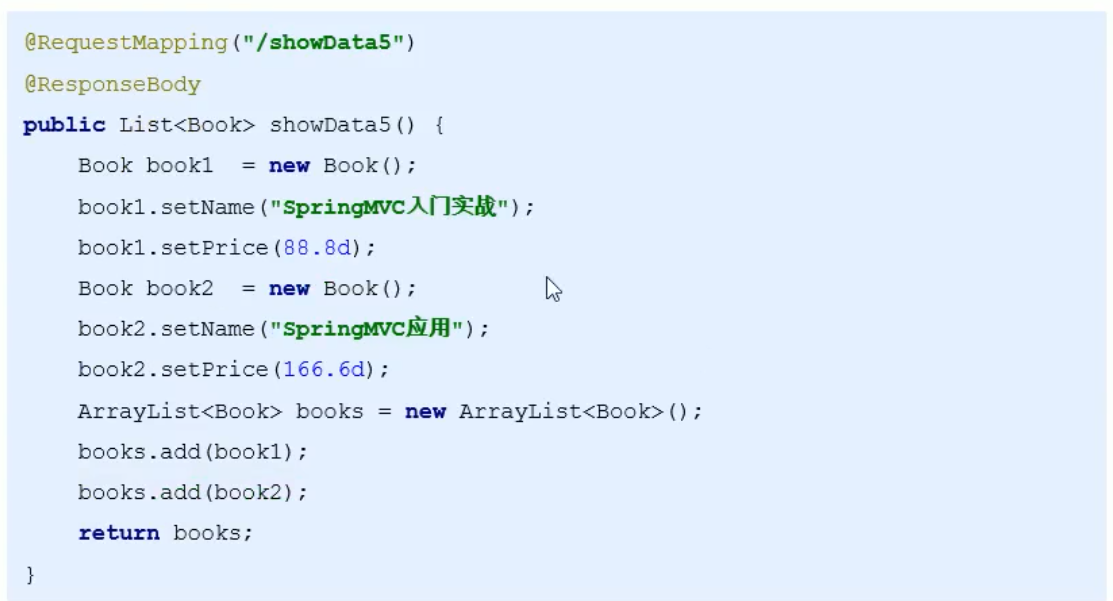 @RequestMapping("/showData5")
@ResponseBody
public List<Book> showData5() {
    Book book1  = new Book();
    book1.setName("SpringMVC入门实战");
    book1.setPrice(88.8d);
    Book book2  = new Book();
    book2.setName("SpringMVC应用");
    book2.setPrice(166.6d);
    ArrayList<Book> books = new ArrayList<Book>();
    books.add(book1);
    books.add(book2);
    return books;
}